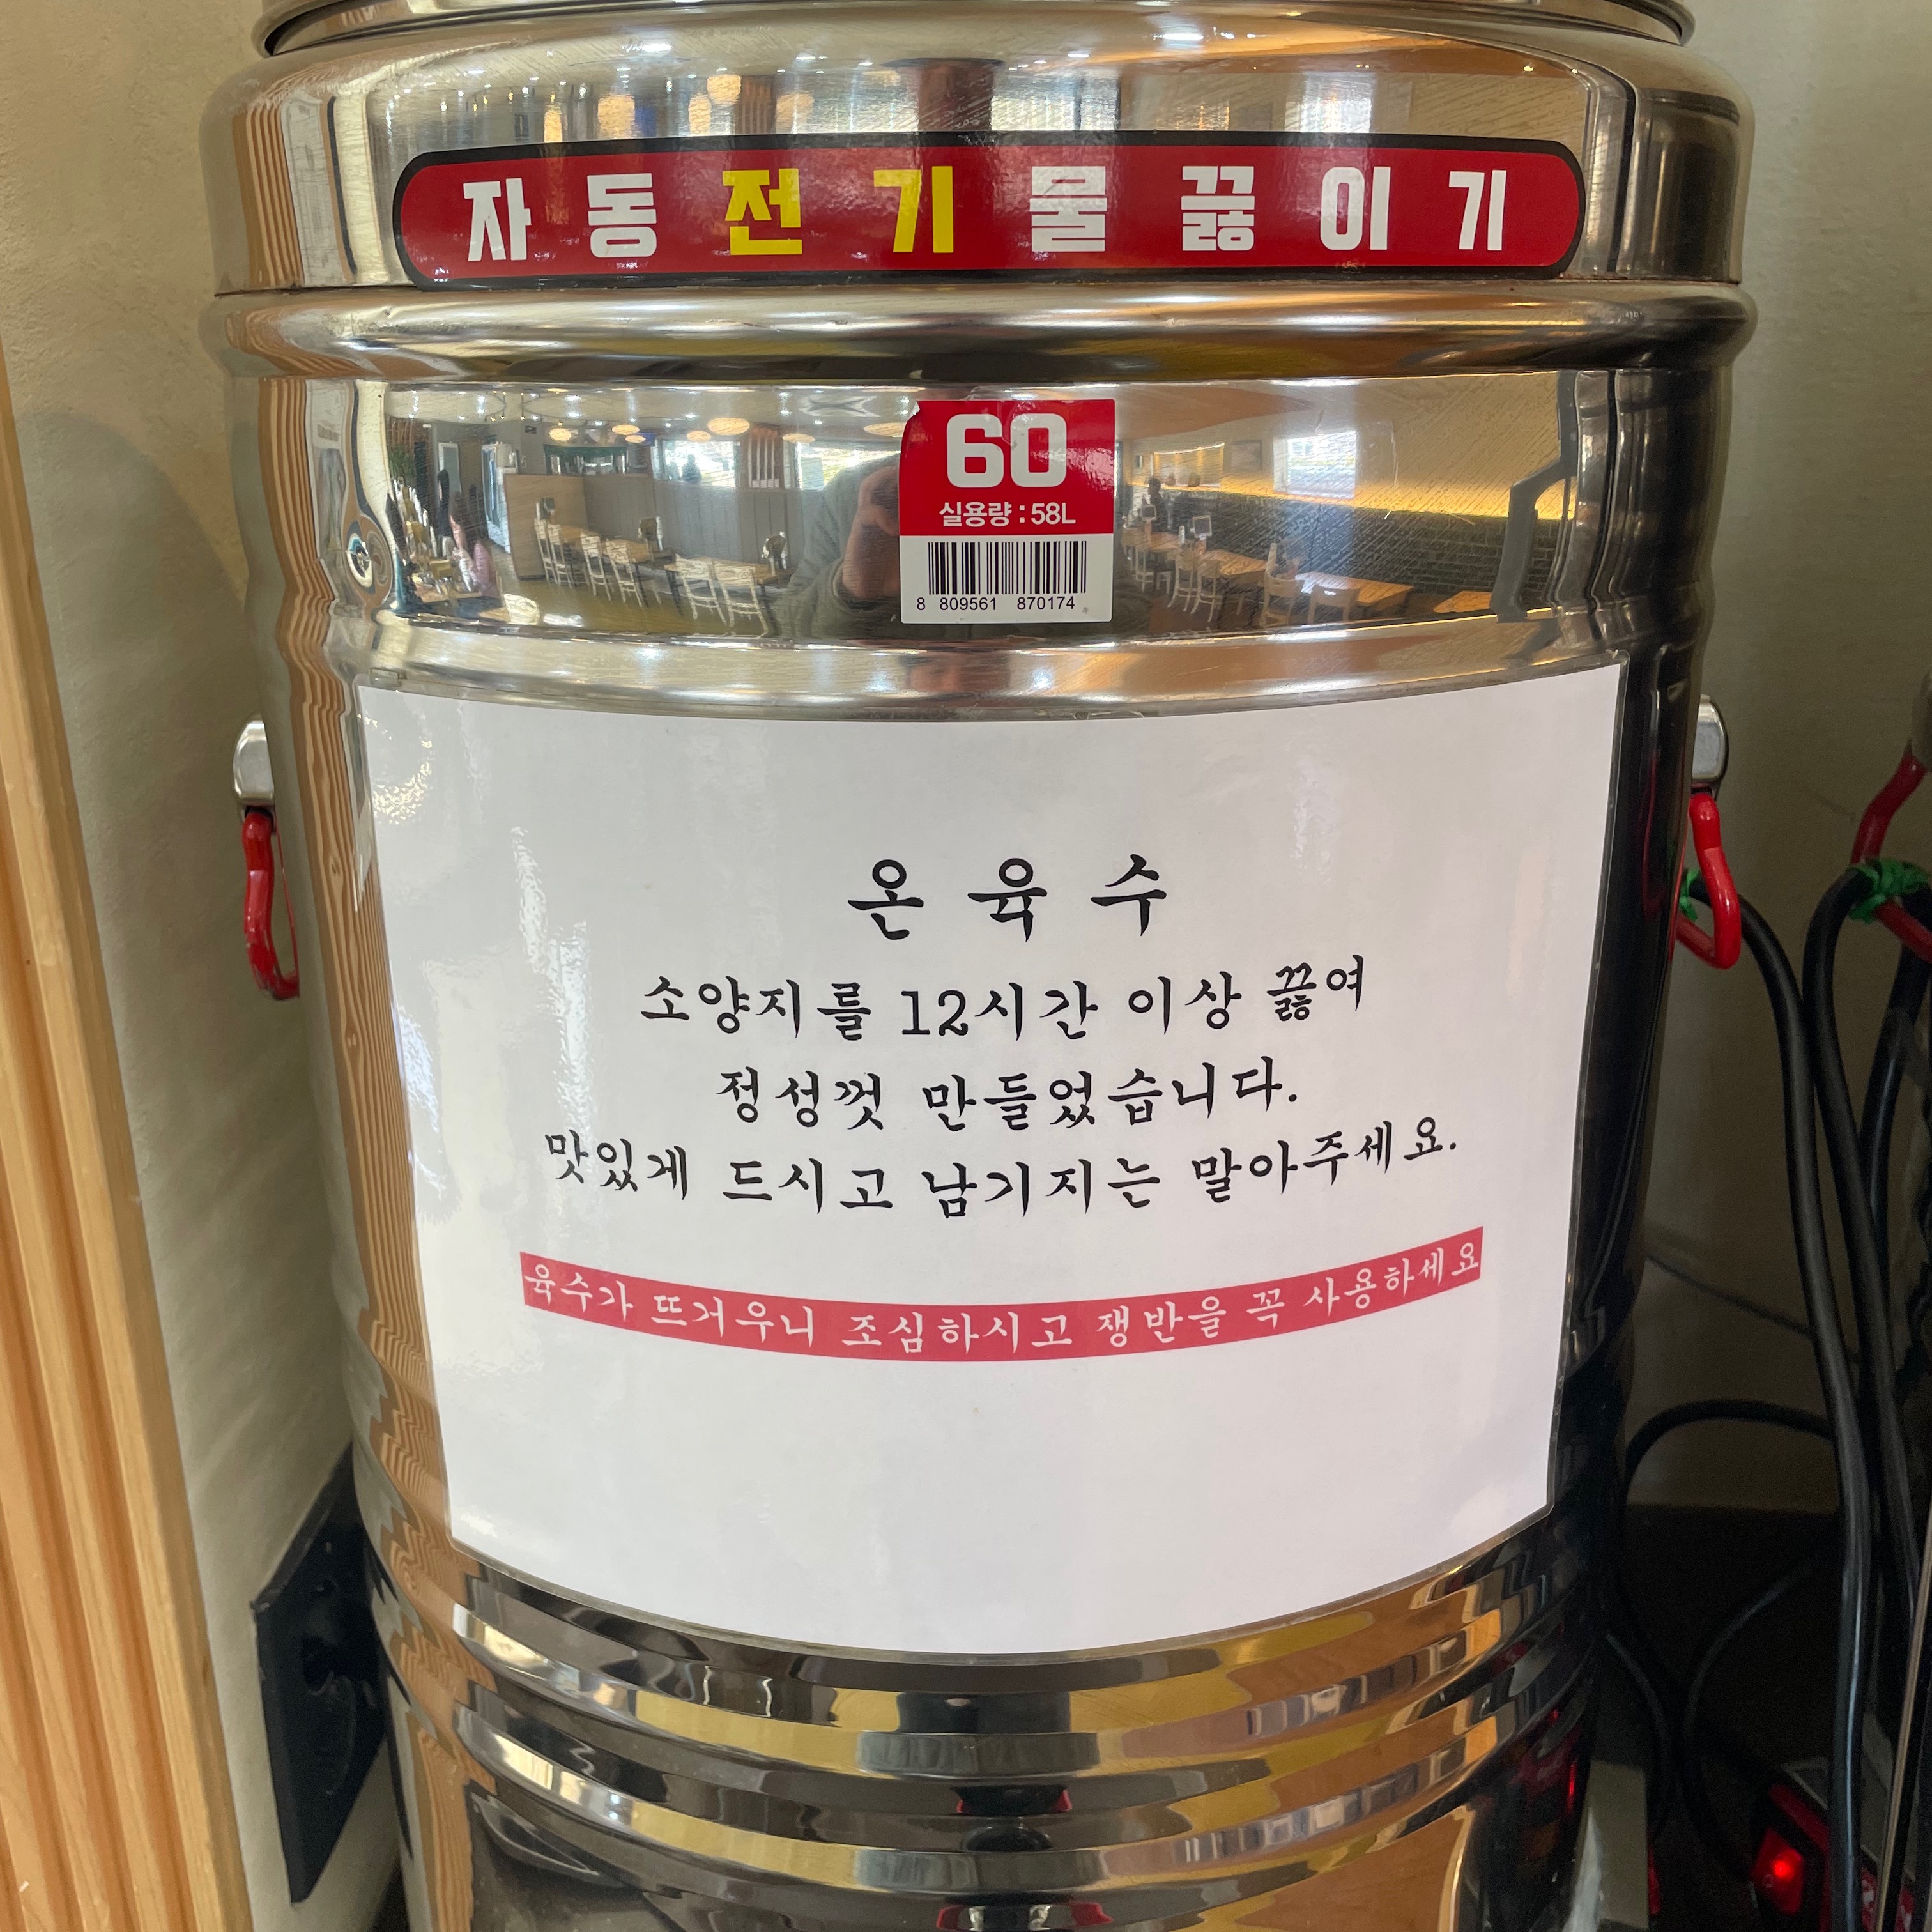 자동전기물끓이기
60
실용량 : 58L
8 809561 870174
온육수
소양지를 12시간 이상 끓여
정성껏 만들었습니다.
맛있게 드시고 남기지는 말아주세요.
육수가 뜨거우니 조심하시고 쟁반을 꼭 사용하세요